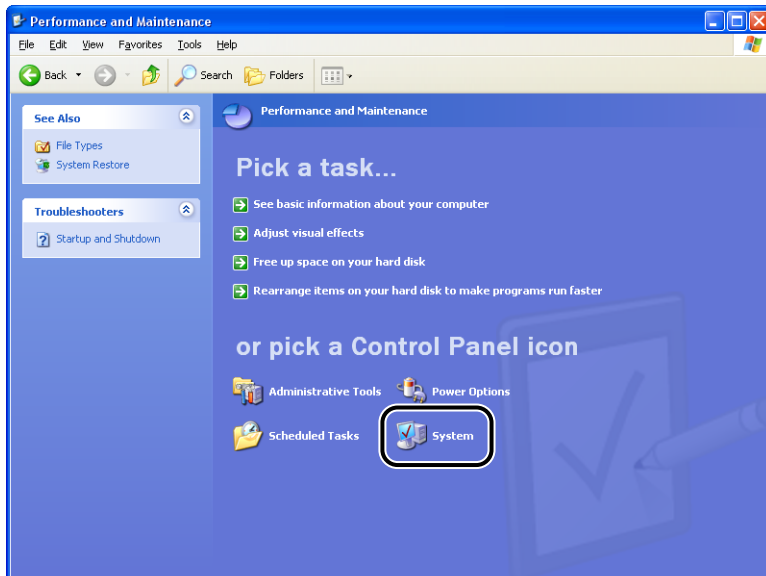 Performance and Maintenance
File Edit View Favorites Tools Help
Back Search Folders
See Also
File Types
System Restore
Troubleshooters
Startup and Shutdown
Performance and Maintenance
Pick a task...
See basic information about your computer
Adjust visual effects
Free up space on your hard disk
Rearrange items on your hard disk to make programs run faster
or pick a Control Panel icon
Administrative Tools Power Options
Scheduled Tasks System